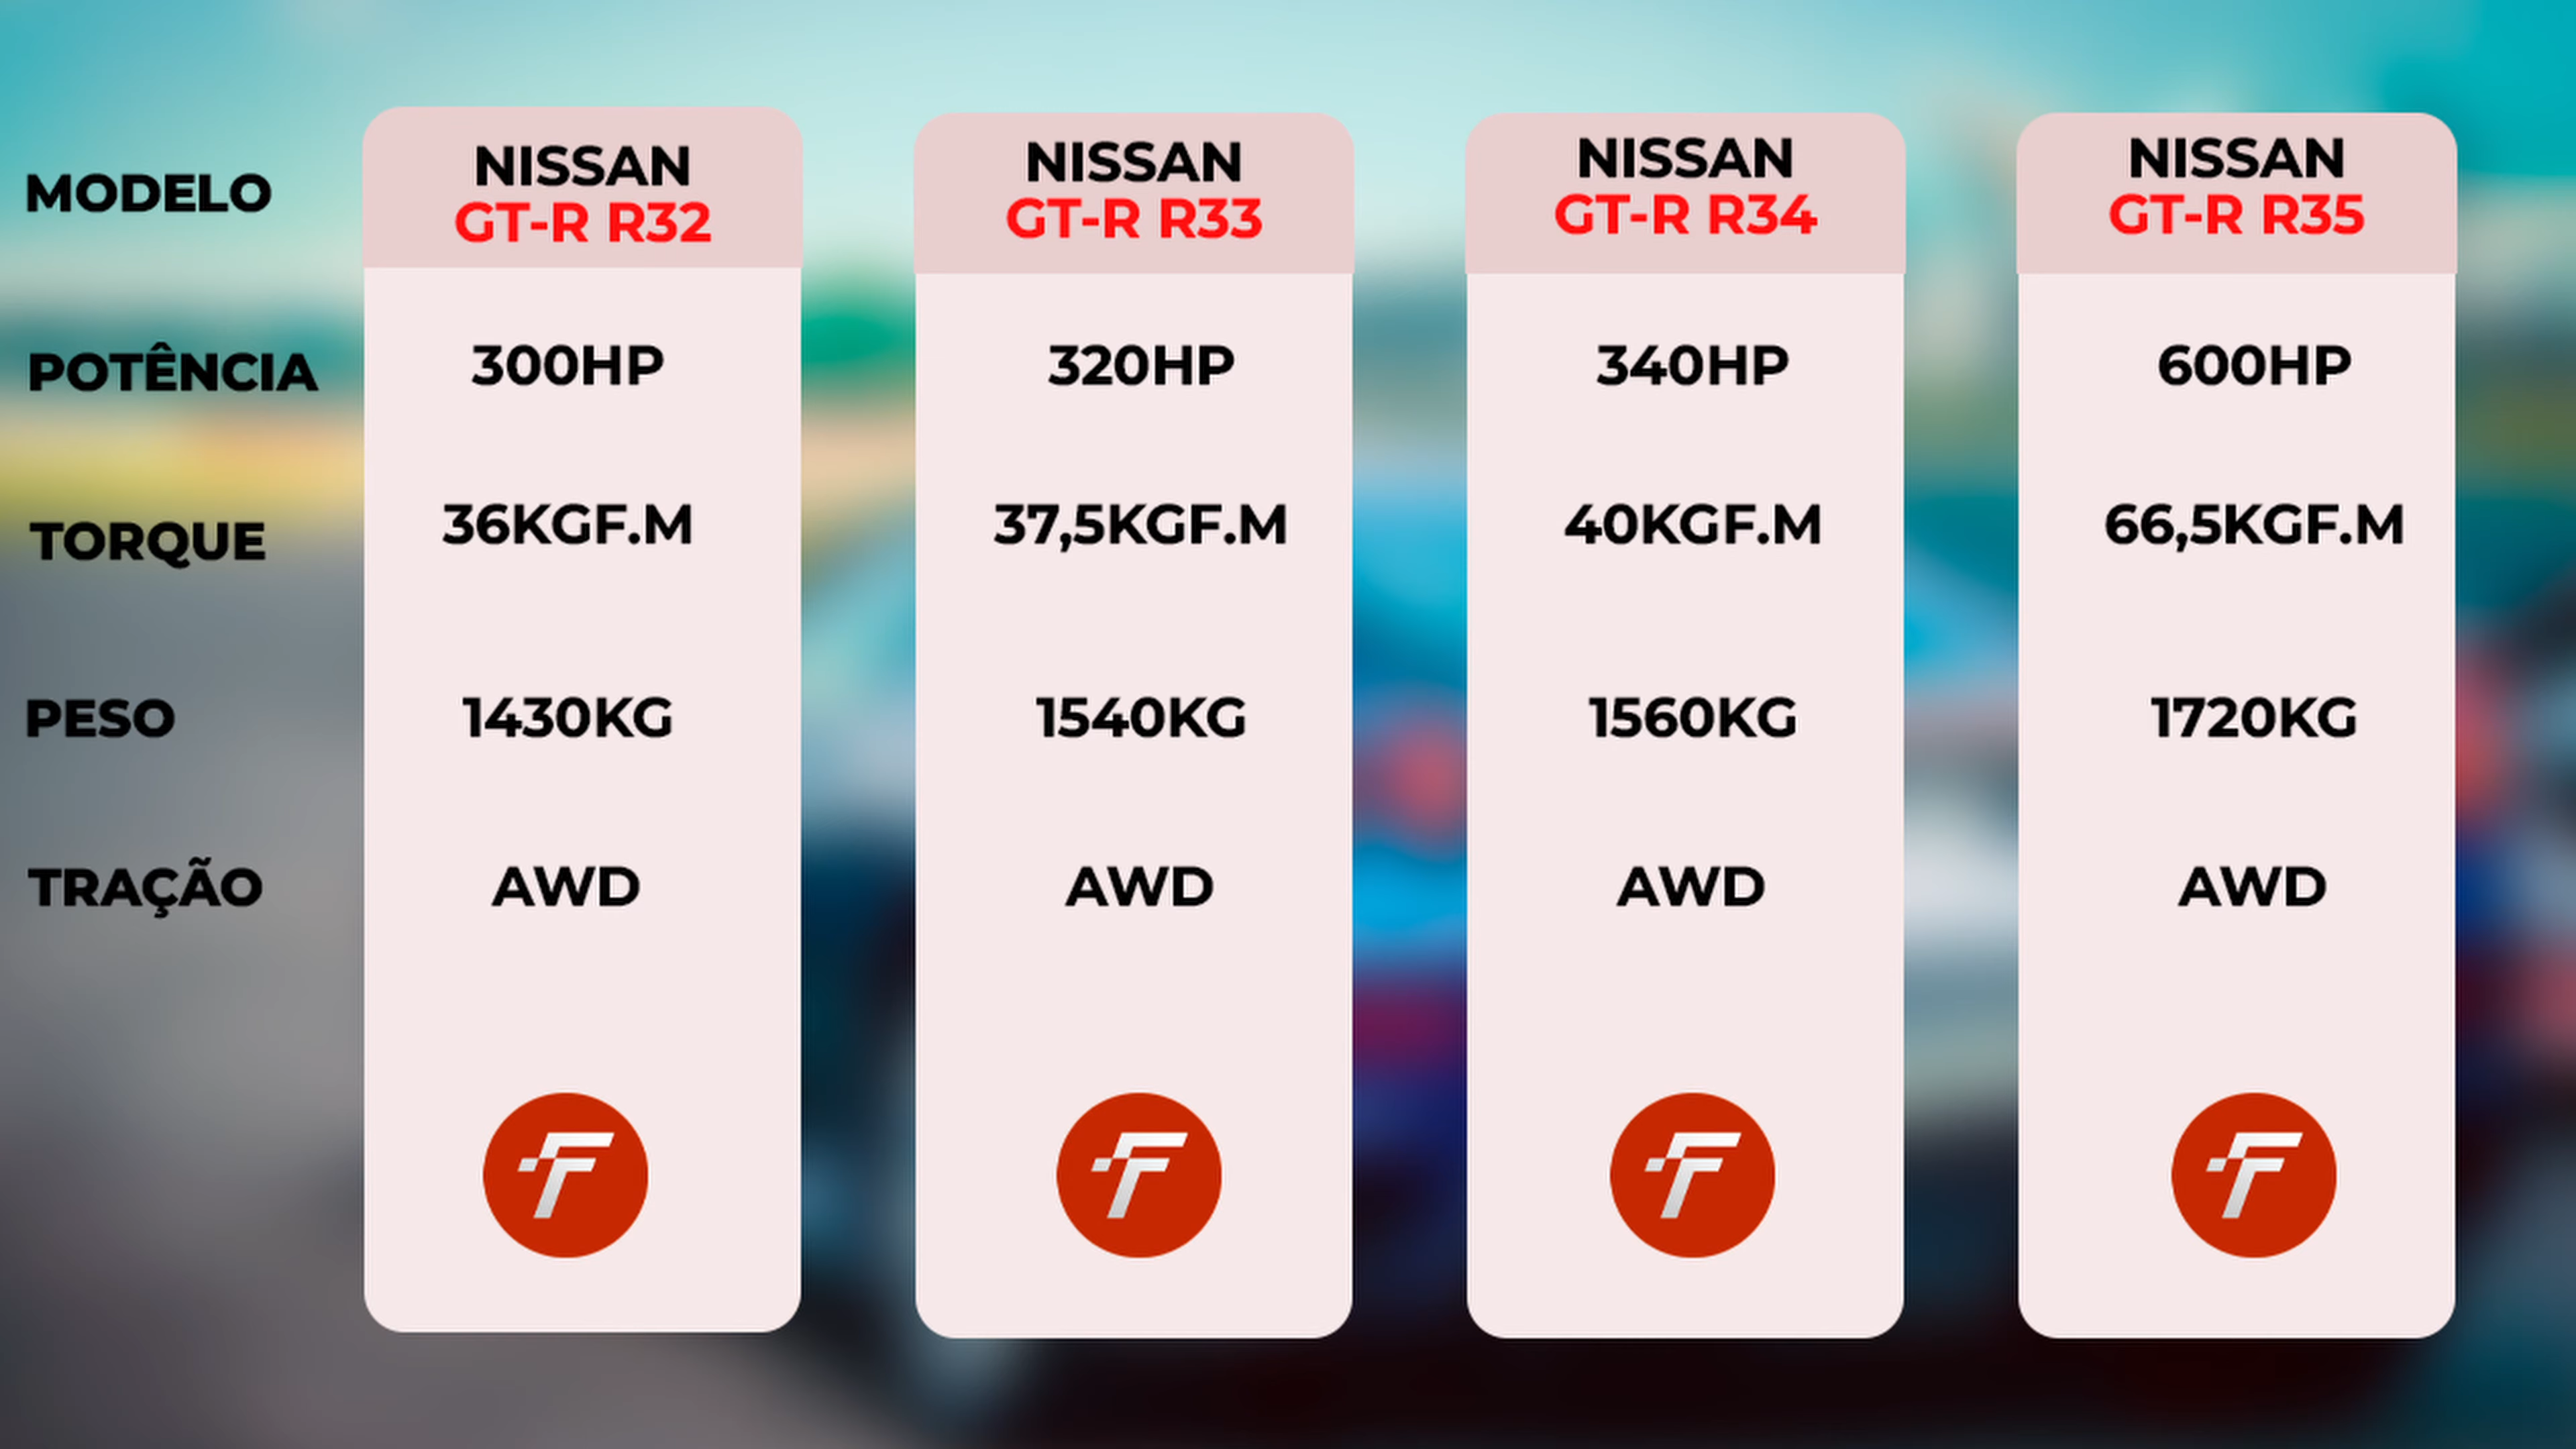 MODELO
NISSAN
GT-R R32
NISSAN
GT-R R33
NISSAN
GT-R R34
NISSAN
GT-R R35
POTÊNCIA
300HP
320HP
340HP
600HP
TORQUE
36KGF.M
37,5KGF.M
40KGF.M
66,5KGF.M
PESO
1430KG
1540KG
1560KG
1720KG
TRAÇÃO
AWD
AWD
AWD
AWD